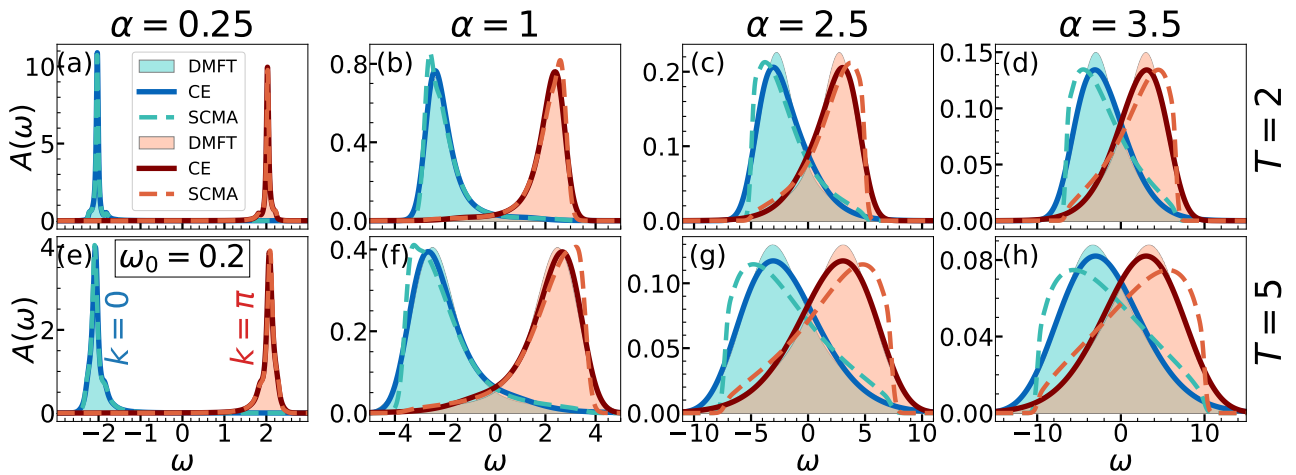 α = 0.25
α = 1
α = 2.5
α = 3.5
(a)
DMFT
CE
SCMA
DMFT
CE
SCMA
(b)
(c)
(d)
A(ω)
10
5
0
0.8
0.4
0.0
0.2
0.1
0.0
0.15
0.10
0.05
0.00
T = 2
(e)
ω₀ = 0.2
k = 0
k = π
(f)
(g)
(h)
A(ω)
4
2
0
0.4
0.2
0.0
0.10
0.05
0.00
0.08
0.04
0.00
T = 5
−2 −1 0 1 2
−4 −2 0 2 4
−10 −5 0 5 10
−10 0 10
ω
ω
ω
ω